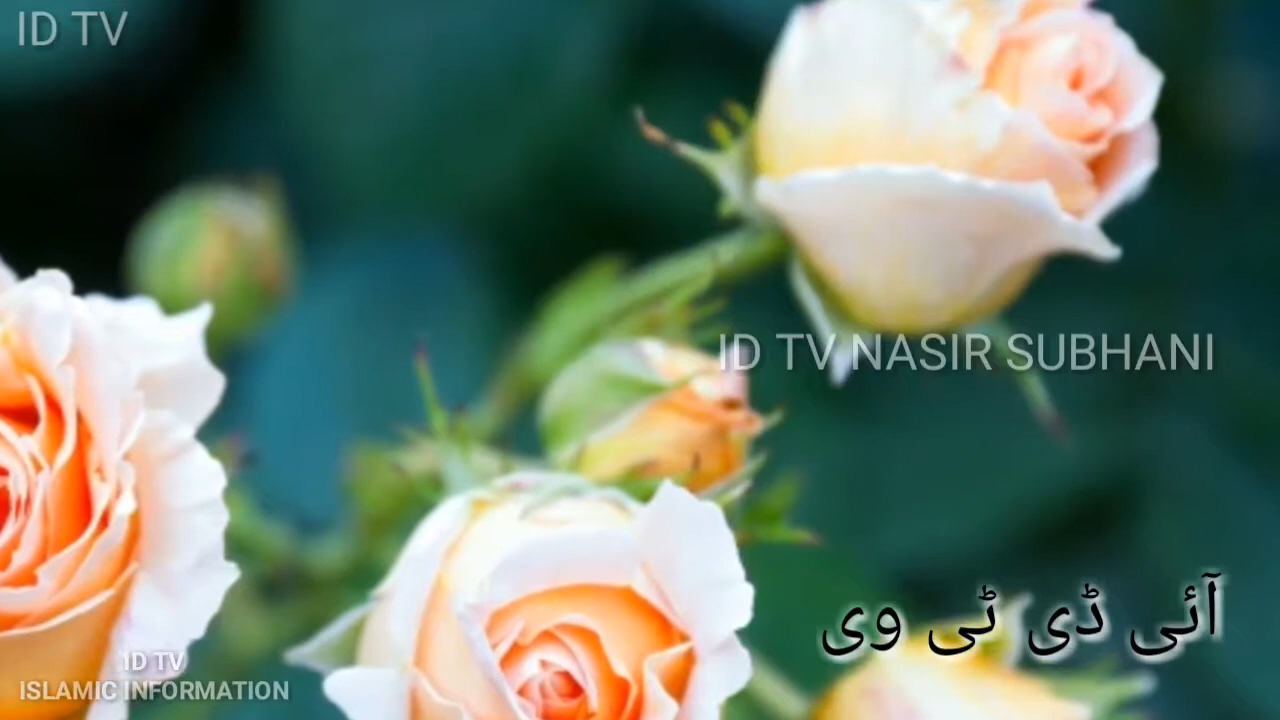 ID TV
ID TV NASIR SUBHANI
آئی ڈی ٹی وی
ID TV
ISLAMIC INFORMATION